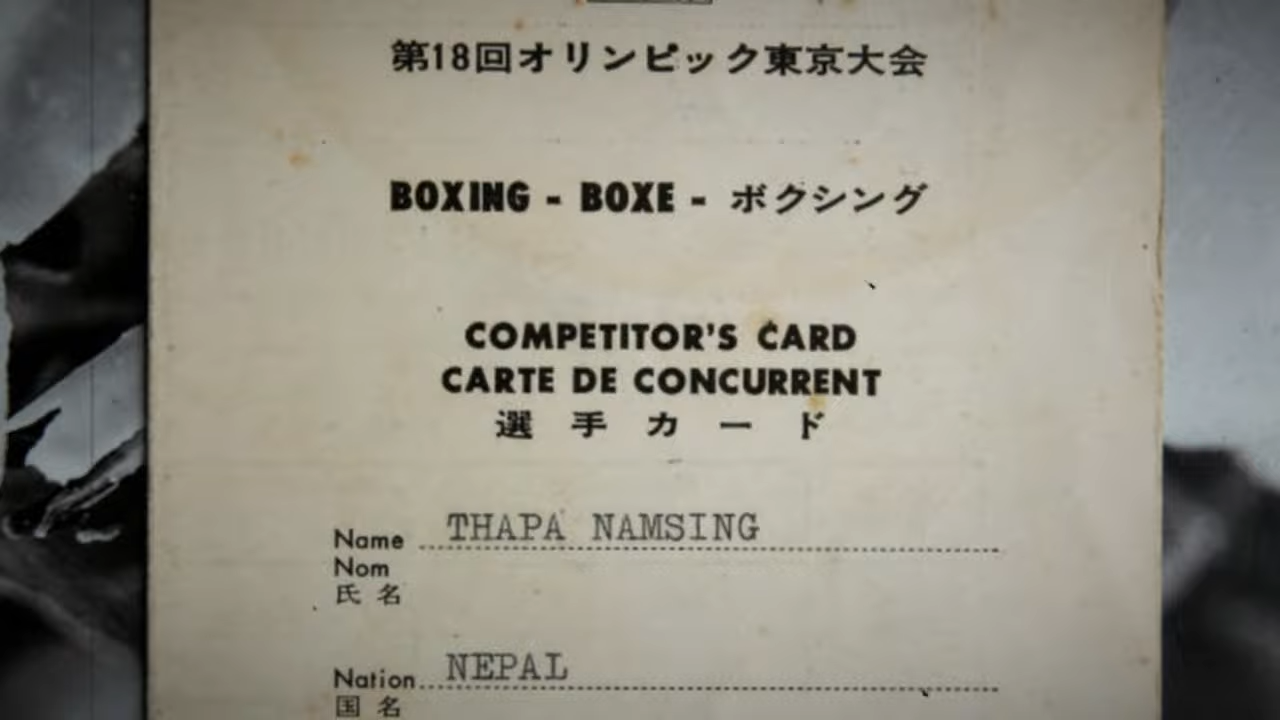 第18回オリンピック東京大会
BOXING - BOXE - ボクシング
COMPETITOR'S CARD
CARTE DE CONCURRENT
選手カード
Name THAPA NAMSING
Nom
氏名
Nation NEPAL
国名